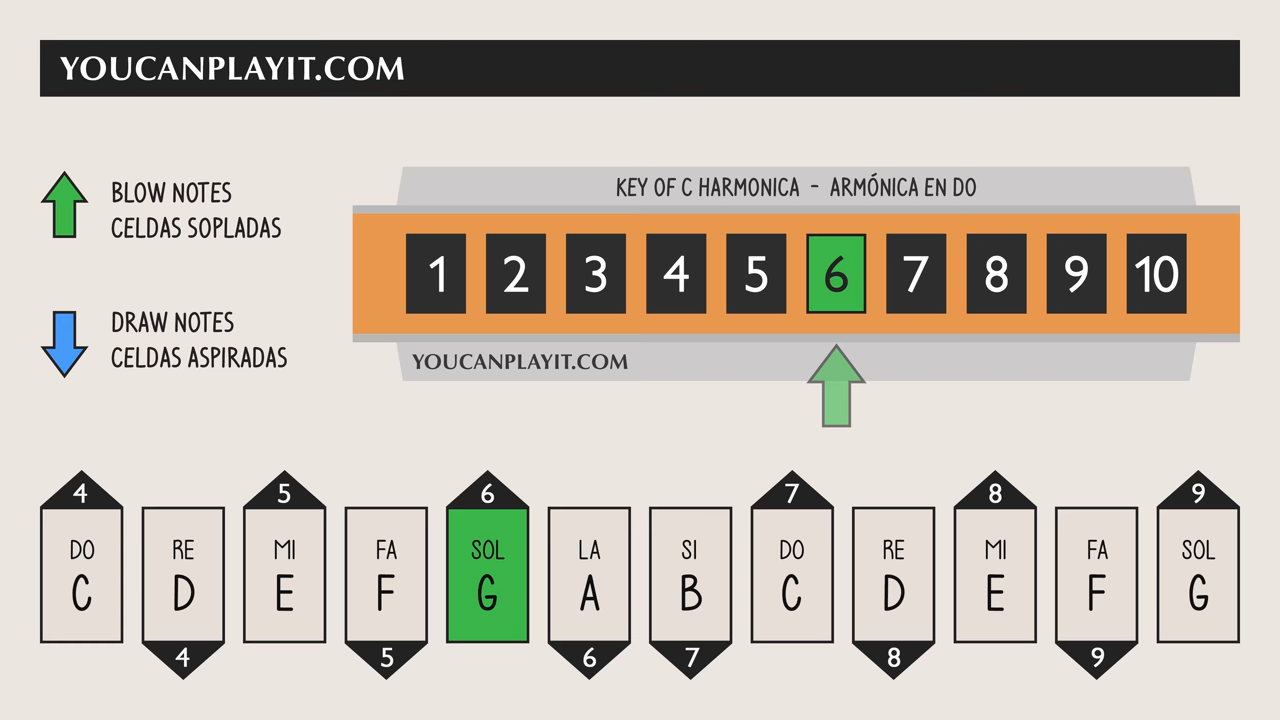 YOUCANPLAYIT.COM
BLOW NOTES
CELDAS SOPLADAS
DRAW NOTES
CELDAS ASPIRADAS
KEY OF C HARMONICA - ARMÓNICA EN DO
1 2 3 4 5 6 7 8 9 10
YOUCANPLAYIT.COM
4 5 6 7 8 9
DO RE MI FA SOL LA SI DO RE MI FA SOL
C D E F G A B C D E F G
4 5 6 7 8 9